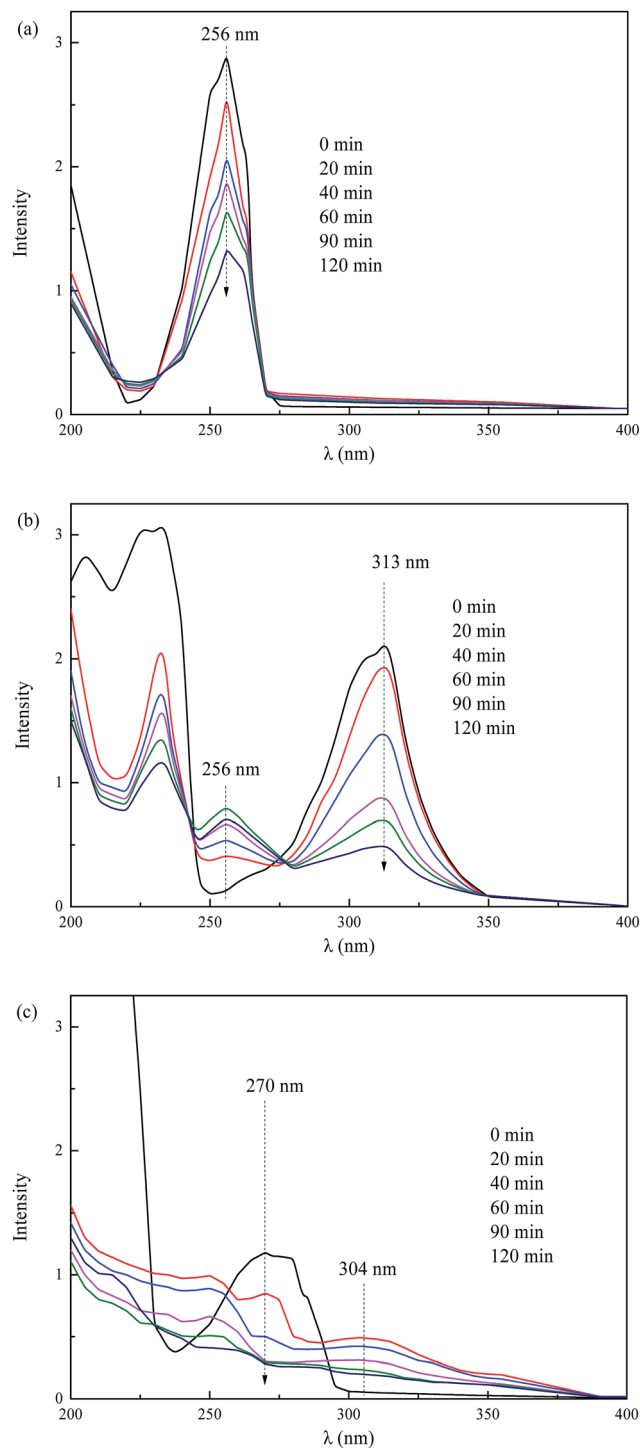 (a)
256 nm
3
2
1
0
Intensity
0 min
20 min
40 min
60 min
90 min
120 min
200 250 300 350 400
λ (nm)
(b)
313 nm
256 nm
3
2
1
0
Intensity
0 min
20 min
40 min
60 min
90 min
120 min
200 250 300 350 400
λ (nm)
(c)
270 nm
304 nm
3
2
1
0
Intensity
0 min
20 min
40 min
60 min
90 min
120 min
200 250 300 350 400
λ (nm)